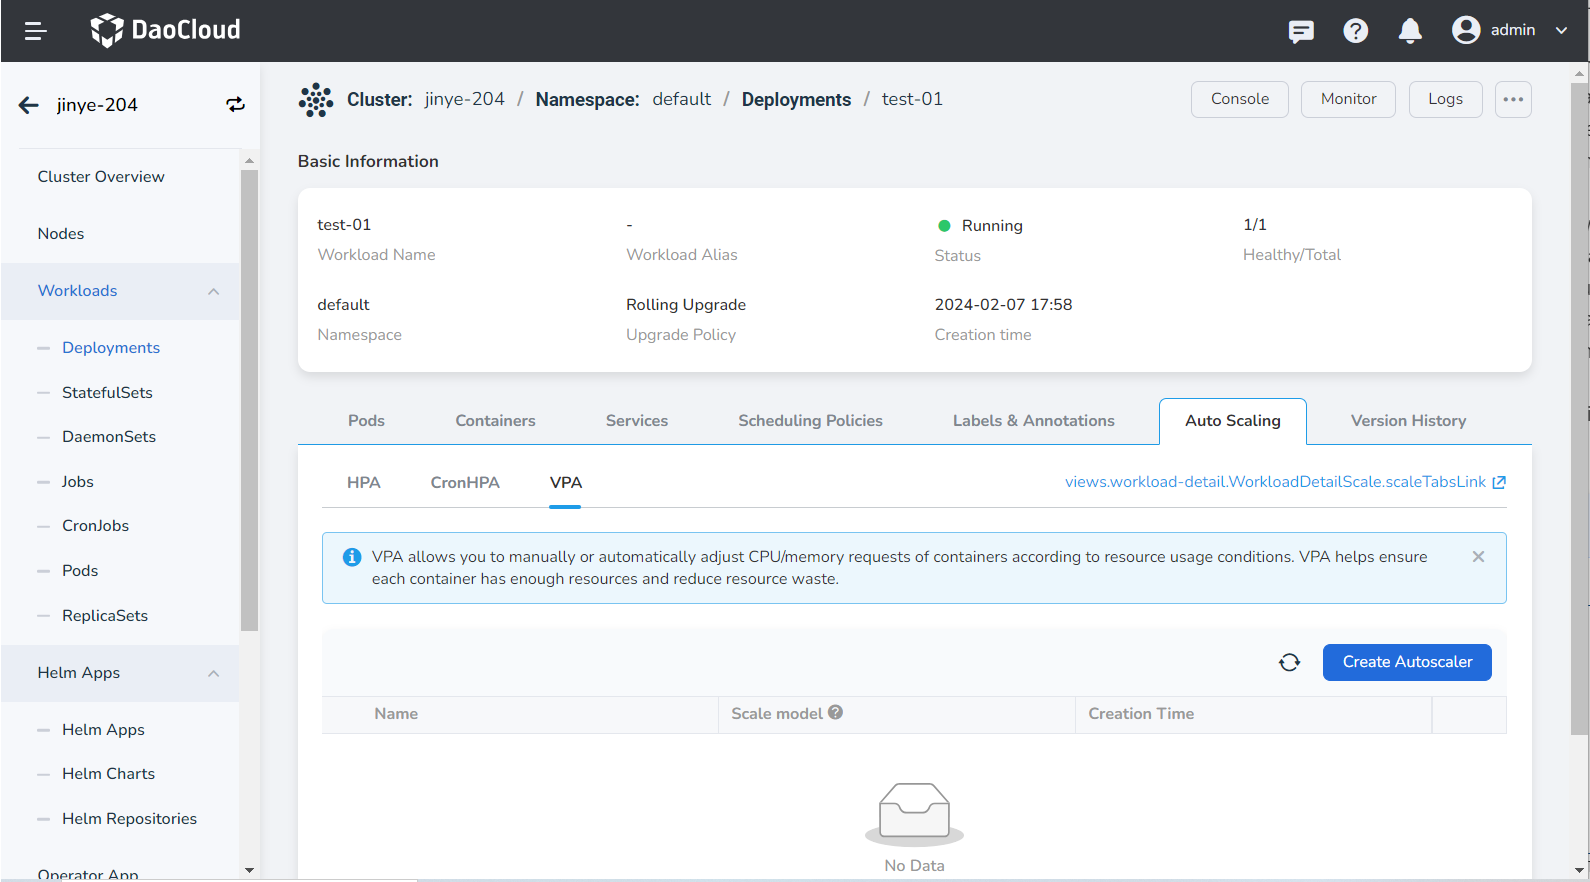 DaoCloud
admin
jinye-204
Cluster: jinye-204 / Namespace: default / Deployments / test-01
Console
Monitor
Logs
Cluster Overview
Nodes
Workloads
Deployments
StatefulSets
DaemonSets
Jobs
CronJobs
Pods
ReplicaSets
Helm Apps
Helm Apps
Helm Charts
Helm Repositories
Operator App
Basic Information
test-01
Workload Name
-
Workload Alias
Running
Status
1/1
Healthy/Total
default
Namespace
Rolling Upgrade
Upgrade Policy
2024-02-07 17:58
Creation time
Pods
Containers
Services
Scheduling Policies
Labels & Annotations
Auto Scaling
Version History
HPA
CronHPA
VPA
views.workload-detail.WorkloadDetailScale.scaleTabsLink
VPA allows you to manually or automatically adjust CPU/memory requests of containers according to resource usage conditions. VPA helps ensure
each container has enough resources and reduce resource waste.
Create Autoscaler
Name
Scale model
Creation Time
No Data